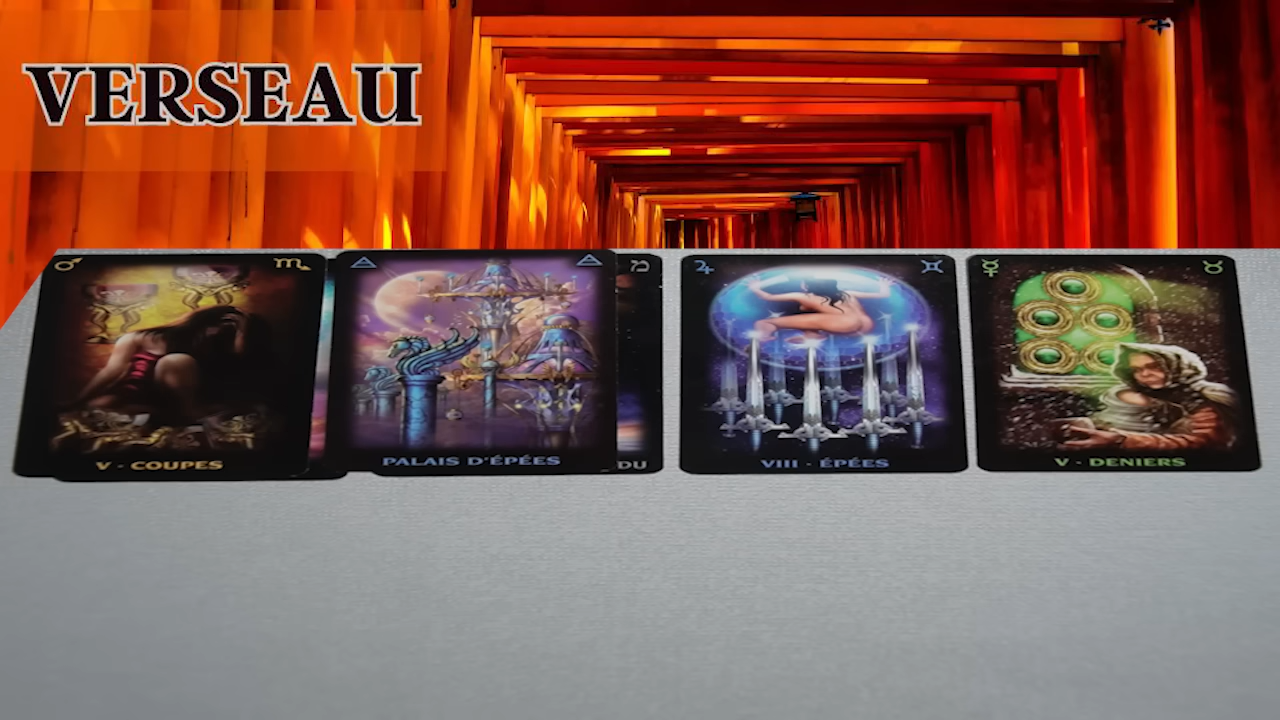 VERSEAU
V - COUPES
PALAIS D'ÉPÉES
DU
VIII - ÉPÉES
V - DENIERS